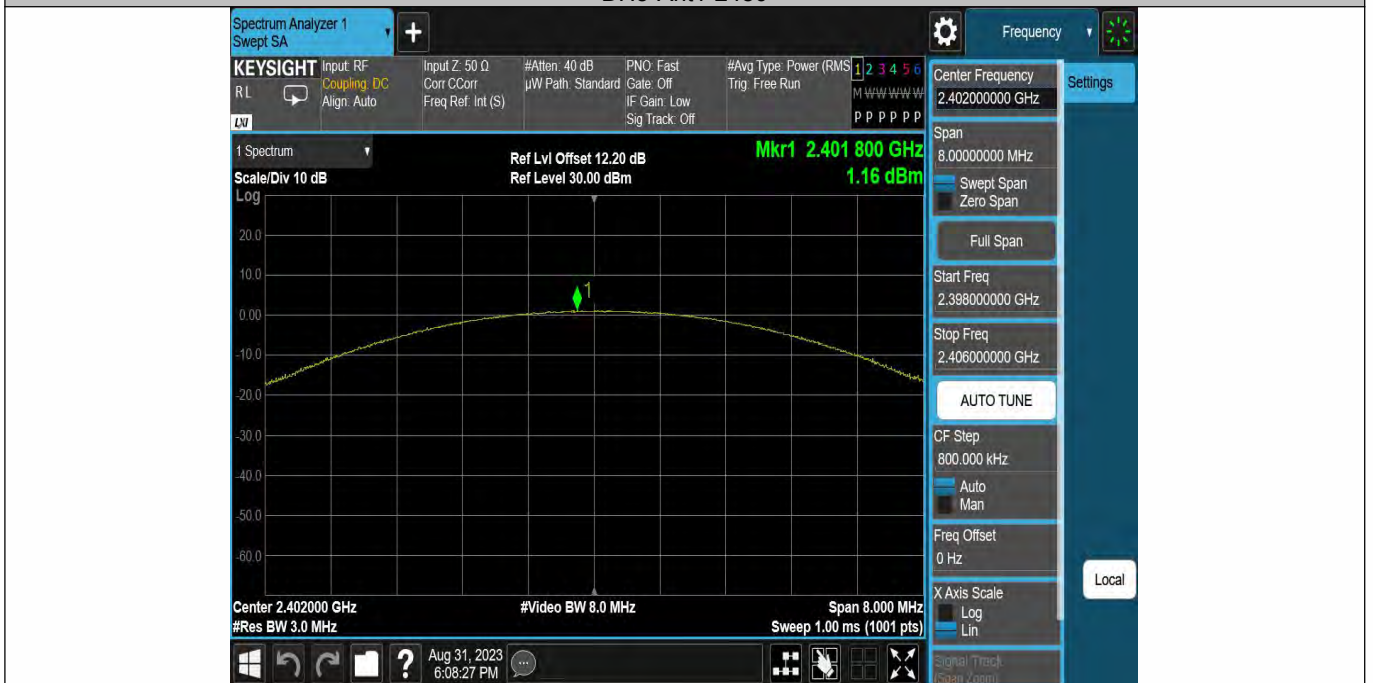 Spectrum Analyzer 1
Swept SA
Frequency
KEYSIGHT
RL
LXI
Input: RF
Coupling: DC
Align: Auto
Input Z: 50 Ω
Corr CCorr
Freq Ref: Int (S)
#Atten: 40 dB
µW Path: Standard
PNO: Fast
Gate: Off
IF Gain: Low
Sig Track: Off
#Avg Type: Power (RMS
Trig: Free Run
1 2 3 4 5 6
M W W W W W
P P P P P P
Center Frequency
2.402000000 GHz
Settings
Span
8.00000000 MHz
Swept Span
Zero Span
Full Span
Start Freq
2.398000000 GHz
Stop Freq
2.406000000 GHz
AUTO TUNE
CF Step
800.000 kHz
Auto
Man
Freq Offset
0 Hz
X Axis Scale
Log
Lin
Signal Track
(Span Zoom)
Local
1 Spectrum
Scale/Div 10 dB
Log
Ref Lvl Offset 12.20 dB
Ref Level 30.00 dBm
Mkr1 2.401 800 GHz
1.16 dBm
20.0
10.0
1
0.00
-10.0
-20.0
-30.0
-40.0
-50.0
-60.0
Center 2.402000 GHz
#Res BW 3.0 MHz
#Video BW 8.0 MHz
Span 8.000 MHz
Sweep 1.00 ms (1001 pts)
?
Aug 31, 2023
6:08:27 PM